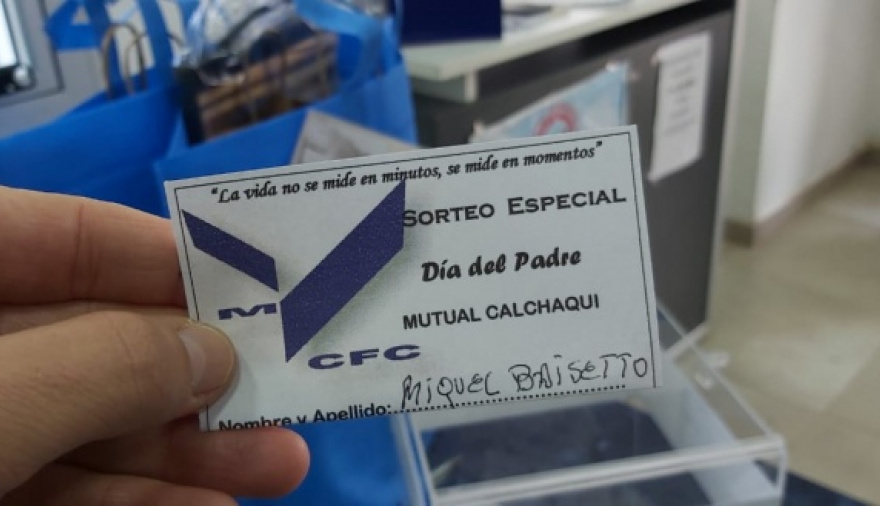 “La vida no se mide en minutos, se mide en momentos”
SORTEO ESPECIAL
Día del Padre
MUTUAL CALCHAQUI
M
CFC
Nombre y Apellido: MIQUEL BAISETTO